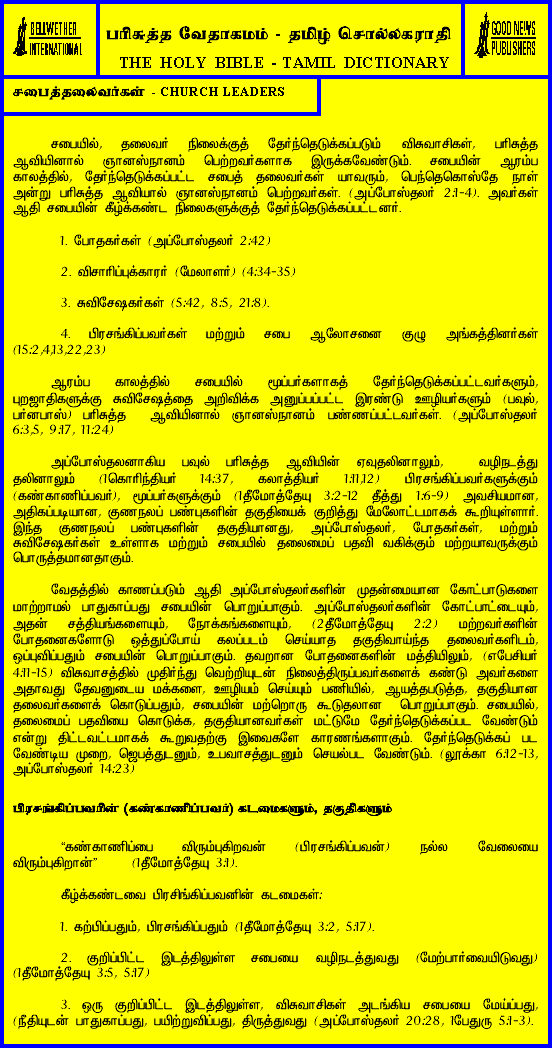 BELLWETHER
INTERNATIONAL
பரிசுத்த வேதாகமம் - தமிழ் சொல்லகராதி
THE HOLY BIBLE - TAMIL DICTIONARY
GOOD NEWS
PUBLISHERS
சபைத்தலைவர்கள் - CHURCH LEADERS
சபையில், தலைவர் நிலைக்குத் தேர்ந்தெடுக்கப்படும் விசுவாசிகள், பரிசுத்த
ஆவியினால் ஞானஸ்நானம் பெற்றவர்களாக இருக்கவேண்டும். சபையின் ஆரம்ப
காலத்தில், தேர்ந்தெடுக்கப்பட்ட சபைத் தலைவர்கள் யாவரும், பெந்தெகொஸ்தே நாள்
அன்று பரிசுத்த ஆவியால் ஞானஸ்நானம் பெற்றவர்கள். (அப்போஸ்தலர் 2:1-4). அவர்கள்
ஆதி சபையின் கீழ்க்கண்ட நிலைகளுக்குத் தேர்ந்தெடுக்கப்பட்டனர்.
1. போதகர்கள் (அப்போஸ்தலர் 2:42)
2. விசாரிப்புக்காரர் (மேலாளர்) (4:34-35)
3. சுவிசேஷகர்கள் (5:42, 8:5, 21:8).
4. பிரசங்கிப்பவர்கள் மற்றும் சபை ஆலோசனை குழு அங்கத்தினர்கள்
(15:2,4,13,22,23)
ஆரம்ப காலத்தில் சபையில் மூப்பர்களாகத் தேர்ந்தெடுக்கப்பட்டவர்களும்,
புறஜாதிகளுக்கு சுவிசேஷத்தை அறிவிக்க அனுப்பப்பட்ட இரண்டு ஊழியர்களும் (பவுல்,
பர்னபாஸ்) பரிசுத்த ஆவியினால் ஞானஸ்நானம் பண்ணப்பட்டவர்கள். (அப்போஸ்தலர்
6:3,5, 9:17, 11:24)
அப்போஸ்தலனாகிய பவுல் பரிசுத்த ஆவியின் ஏவுதலினாலும், வழிநடத்து
தலினாலும் (1கொரிந்தியர் 14:37, கலாத்தியர் 1:11,12) பிரசங்கிப்பவர்களுக்கும்
(கண்காணிப்பவர்), மூப்பர்களுக்கும் (1தீமோத்தேயு 3:2-12 தீத்து 1:6-9) அவசியமான,
அதிகப்படியான, குணநலப் பண்புகளின் தகுதியைக் குறித்து மேலோட்டமாகக் கூறியுள்ளார்.
இந்த குணநலப் பண்புகளின் தகுதியானது, அப்போஸ்தலர், போதகர்கள், மற்றும்
சுவிசேஷகர்கள் உள்ளாக மற்றும் சபையில் தலைமைப் பதவி வகிக்கும் மற்றயாவருக்கும்
பொருத்தமானதாகும்.
வேதத்தில் காணப்படும் ஆதி அப்போஸ்தலர்களின் முதன்மையான கோட்பாடுகளை
மாற்றாமல் பாதுகாப்பது சபையின் பொறுப்பாகும். அப்போஸ்தலர்களின் கோட்பாட்டையும்,
அதன் சத்தியங்களையும், நோக்கங்களையும், (2தீமோத்தேயு 2:2) மற்றவர்களின்
போதனைகளோடு ஒத்துப்போய் கலப்படம் செய்யாத தகுதிவாய்ந்த தலைவர்களிடம்,
ஒப்புவிப்பதும் சபையின் பொறுப்பாகும். தவறான போதனைகளின் மத்தியிலும், (எபேசியர்
4:11-15) விசுவாசத்தில் முதிர்ந்து வெற்றியுடன் நிலைத்திருப்பவர்களைக் கண்டு அவர்களை
அதாவது தேவனுடைய மக்களை, ஊழியம் செய்யும் பணியில், ஆயத்தபடுத்த, தகுதியான
தலைவர்களைக் கொடுப்பதும், சபையின் மற்றொரு கூடுதலான பொறுப்பாகும். சபையில்,
தலைமைப் பதவியை கொடுக்க, தகுதியானவர்கள் மட்டுமே தேர்ந்தெடுக்கப்பட வேண்டும்
என்று திட்டவட்டமாகக் கூறுவதற்கு இவைகளே காரணங்களாகும். தேர்ந்தெடுக்கப் பட
வேண்டிய முறை, ஜெபத்துடனும், உபவாசத்துடனும் செயல்பட வேண்டும். (லூக்கா 6:12-13,
அப்போஸ்தலர் 14:23)
பிரசங்கிப்பவரின் (கண்காணிப்பவர்) கடமைகளும், தகுதிகளும்
“கண்காணிப்பை விரும்புகிறவன் (பிரசங்கிப்பவன்) நல்ல வேலையை
விரும்புகிறான்” (1தீமோத்தேயு 3:1).
கீழ்க்கண்டவை பிரசிங்கிப்பவனின் கடமைகள்:
1. கற்பிப்பதும், பிரசங்கிப்பதும் (1தீமோத்தேயு 3:2, 5:17).
2. குறிப்பிட்ட இடத்திலுள்ள சபையை வழிநடத்துவது (மேற்பார்வையிடுவது)
(1தீமோத்தேயு 3:5, 5:17)
3. ஒரு குறிப்பிட்ட இடத்திலுள்ள, விசுவாசிகள் அடங்கிய சபையை மேய்ப்பது,
(நீதியுடன் பாதுகாப்பது, பயிற்றுவிப்பது, திருத்துவது (அப்போஸ்தலர் 20:28, 1பேதுரு 5:1-3).